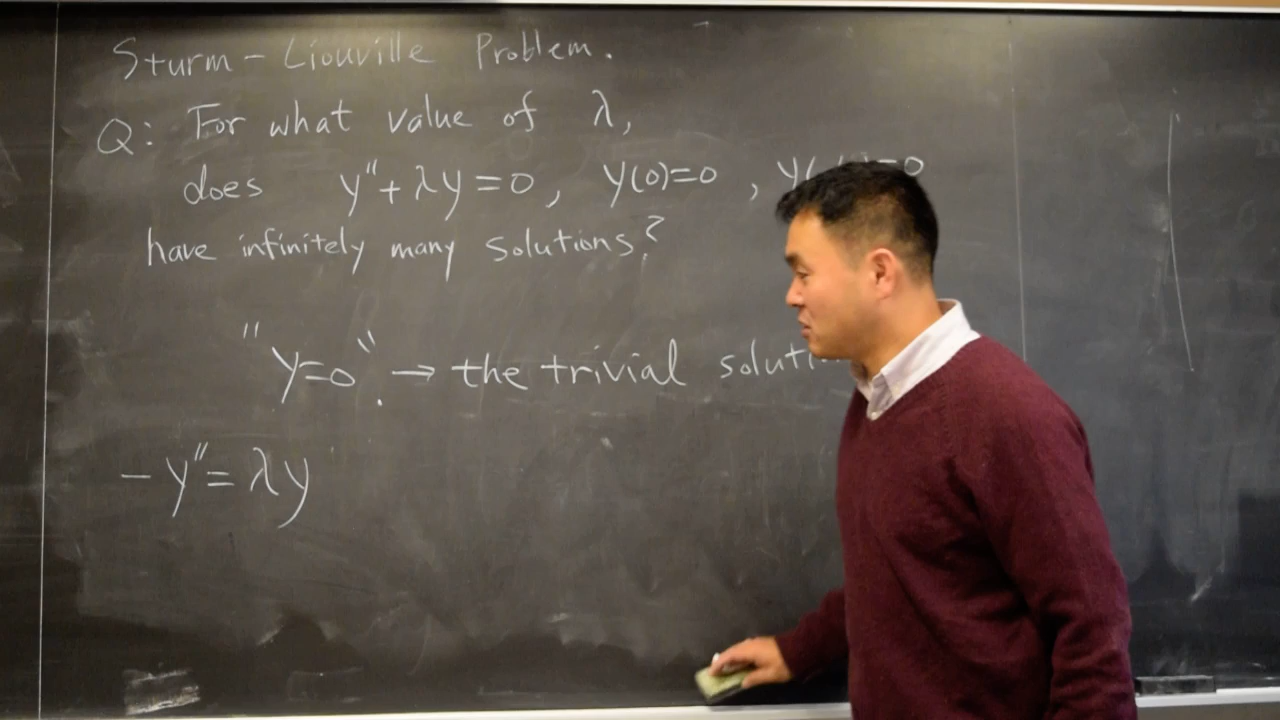 Sturm - Liouville Problem.
Q: For what value of λ,
does y" + λy = 0, y(0)=0, y( )=0
have infinitely many solutions?
"y=0". → the trivial
-y" = λy